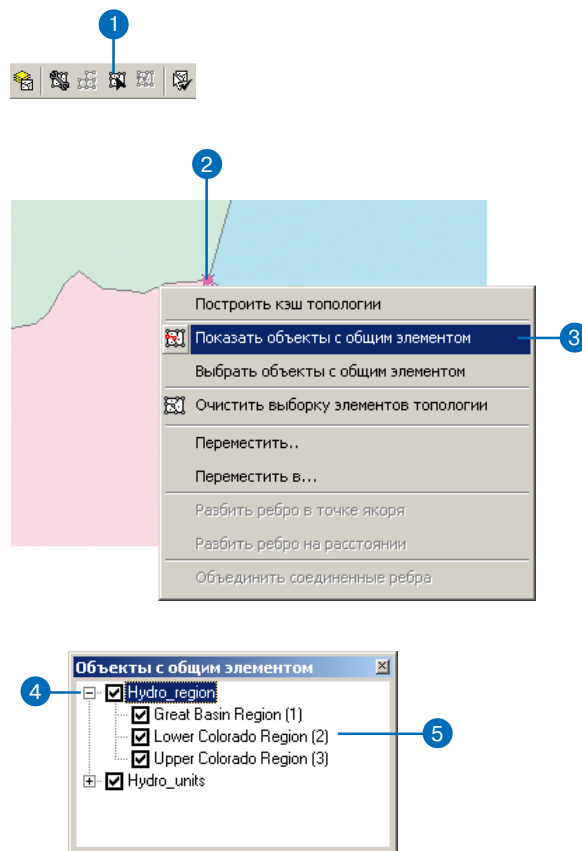 1
2
Построить кэш топологии
Показать объекты с общим элементом
3
Выбрать объекты с общим элементом
Очистить выборку элементов топологии
Переместить..
Переместить в...
Разбить ребро в точке якоря
Разбить ребро на расстоянии
Объединить соединенные ребра
Объекты с общим элементом
4
Hydro_region
Great Basin Region (1)
Lower Colorado Region (2)
5
Upper Colorado Region (3)
Hydro_units